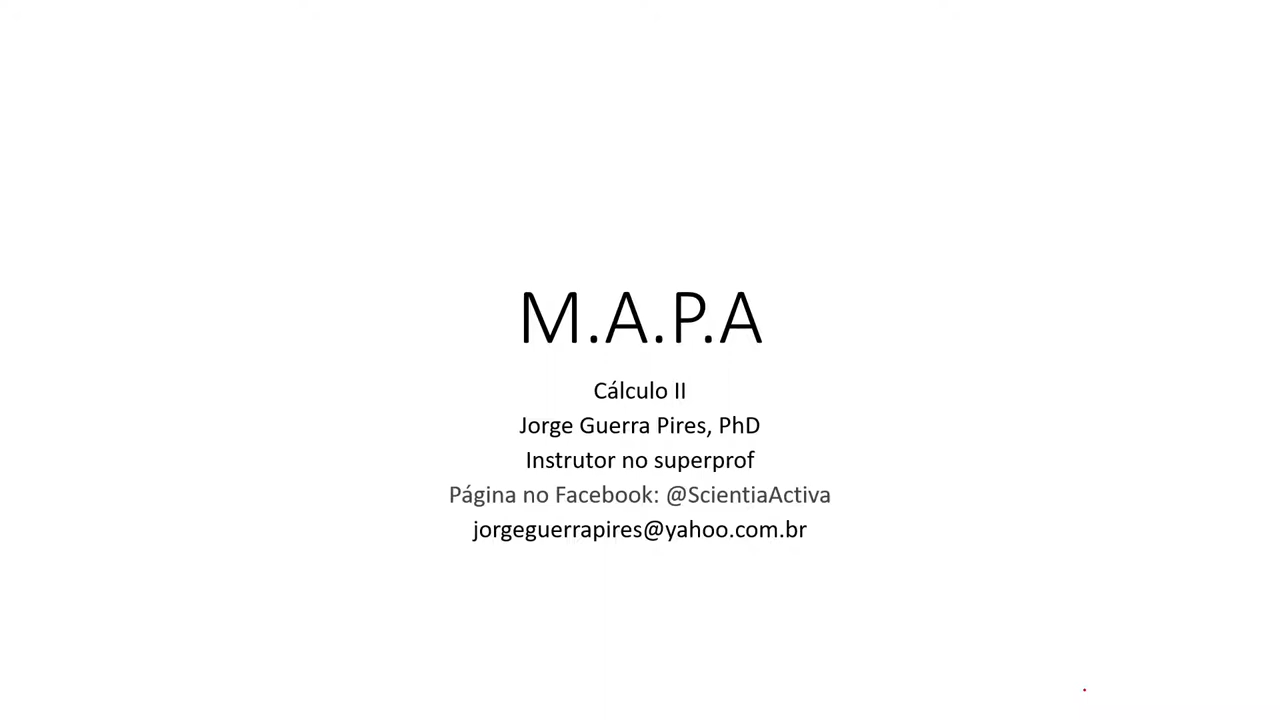 M.A.P.A
Cálculo II
Jorge Guerra Pires, PhD
Instrutor no superprof
Página no Facebook: @ScientiaActiva
jorgeguerrapires@yahoo.com.br